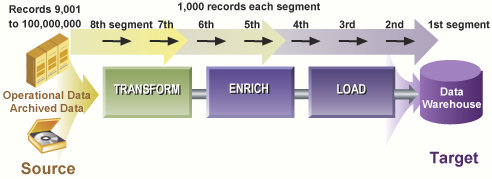 Records 9,001
to 100,000,000
1,000 records each segment
8th segment 7th 6th 5th 4th 3rd 2nd 1st segment
Operational Data
Archived Data
TRANSFORM
ENRICH
LOAD
Data
Warehouse
Source
Target